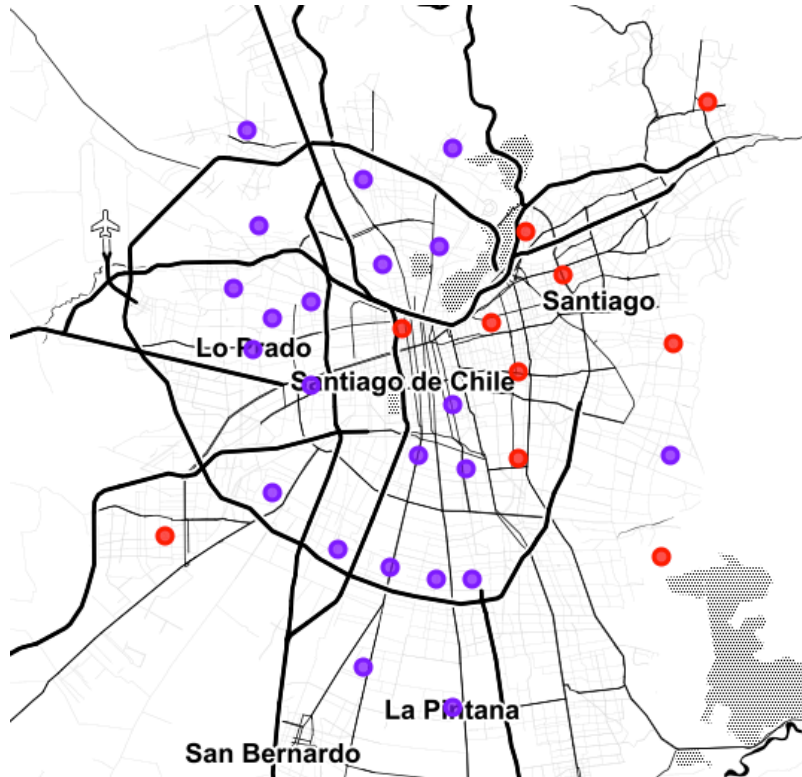 Santiago
Lo Prado
Santiago de Chile
La Pintana
San Bernardo